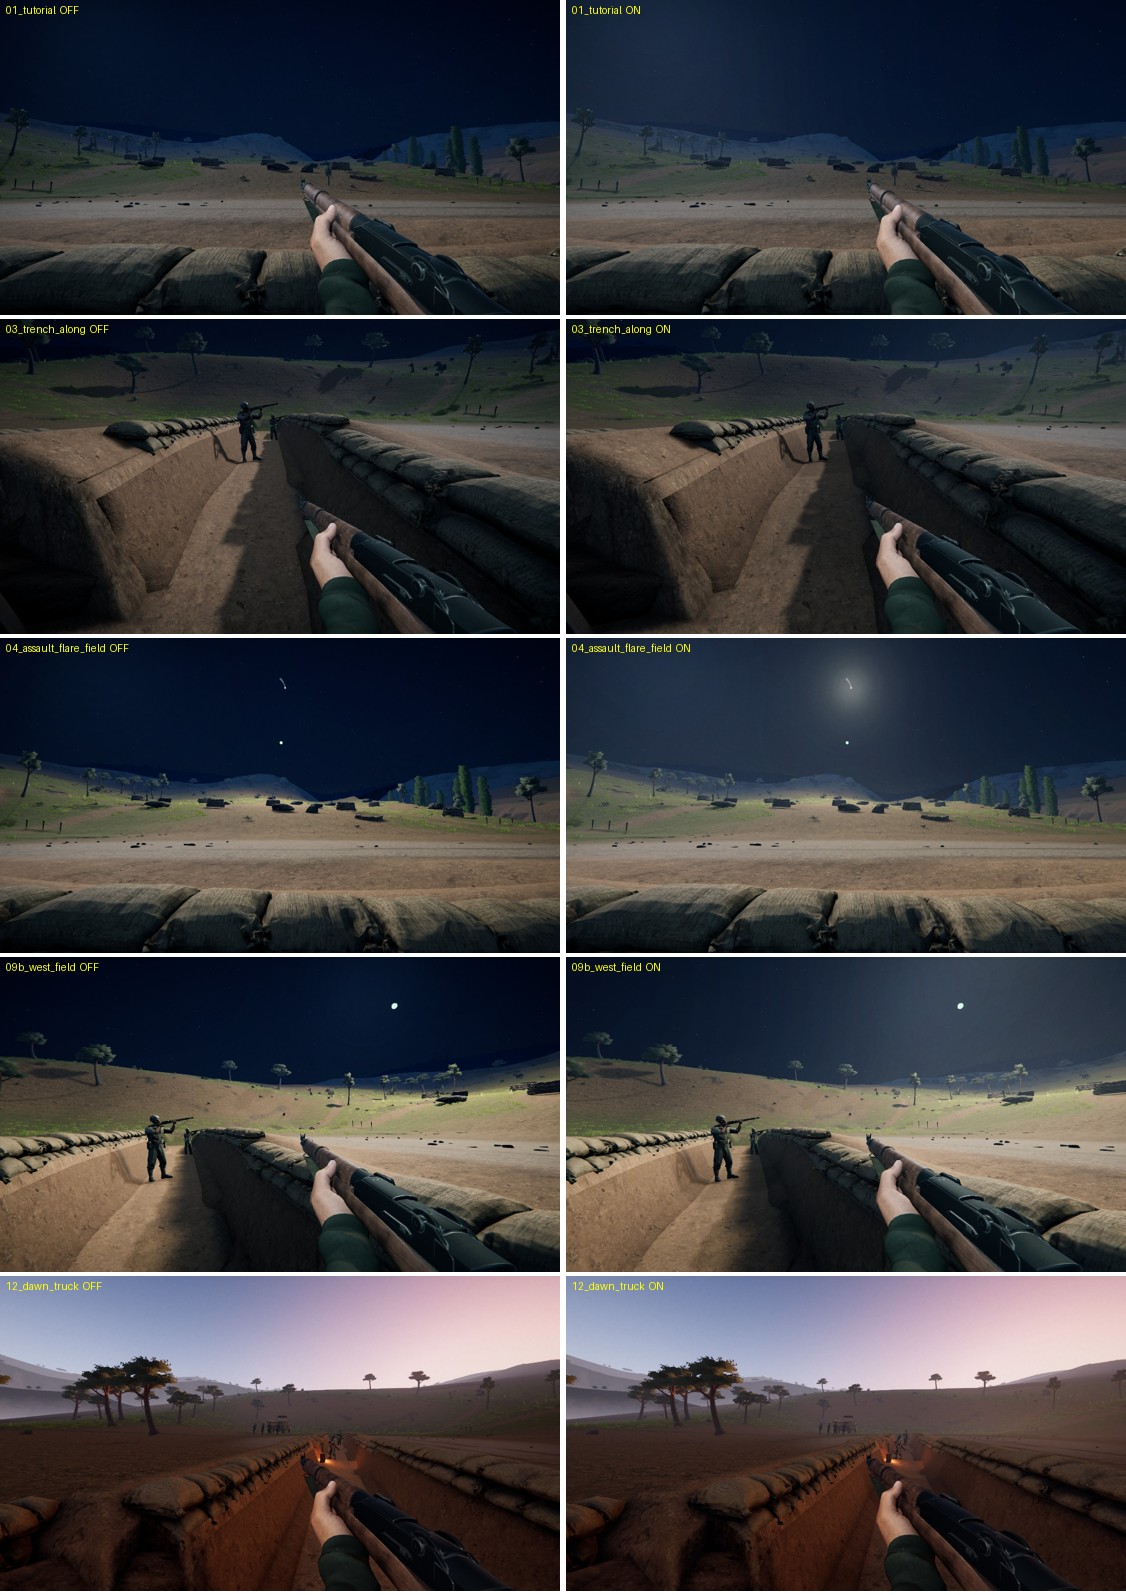 01_tutorial OFF
01_tutorial ON
03_trench_along OFF
03_trench_along ON
04_assault_flare_field OFF
04_assault_flare_field ON
09b_west_field OFF
09b_west_field ON
12_dawn_truck OFF
12_dawn_truck ON